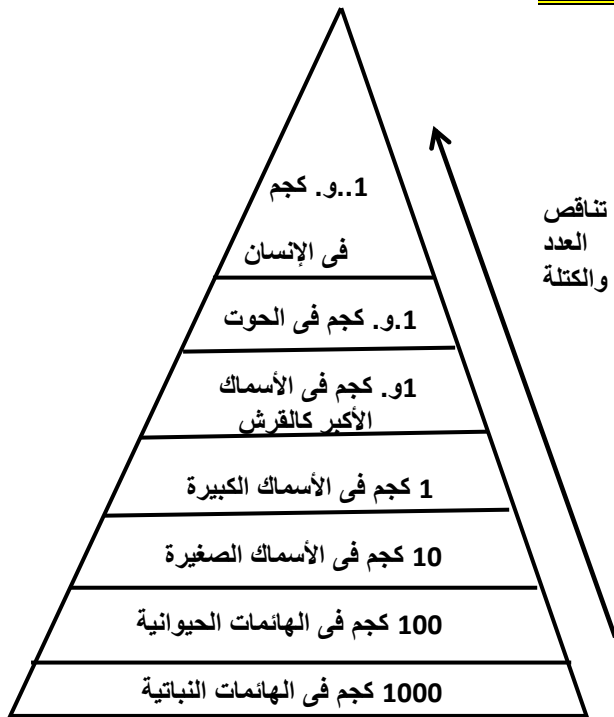 1..و. كجم
فى الإنسان
1.و. كجم فى الحوت
1و. كجم فى الأسماك
الأكبر كالقرش
1 كجم فى الأسماك الكبيرة
10 كجم فى الأسماك الصغيرة
100 كجم فى الهائمات الحيوانية
1000 كجم فى الهائمات النباتية
تناقص
العدد
والكتلة